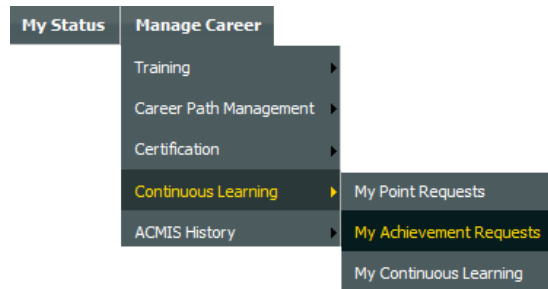 My Status
Manage Career
Training
Career Path Management
Certification
Continuous Learning
ACMIS History
My Point Requests
My Achievement Requests
My Continuous Learning